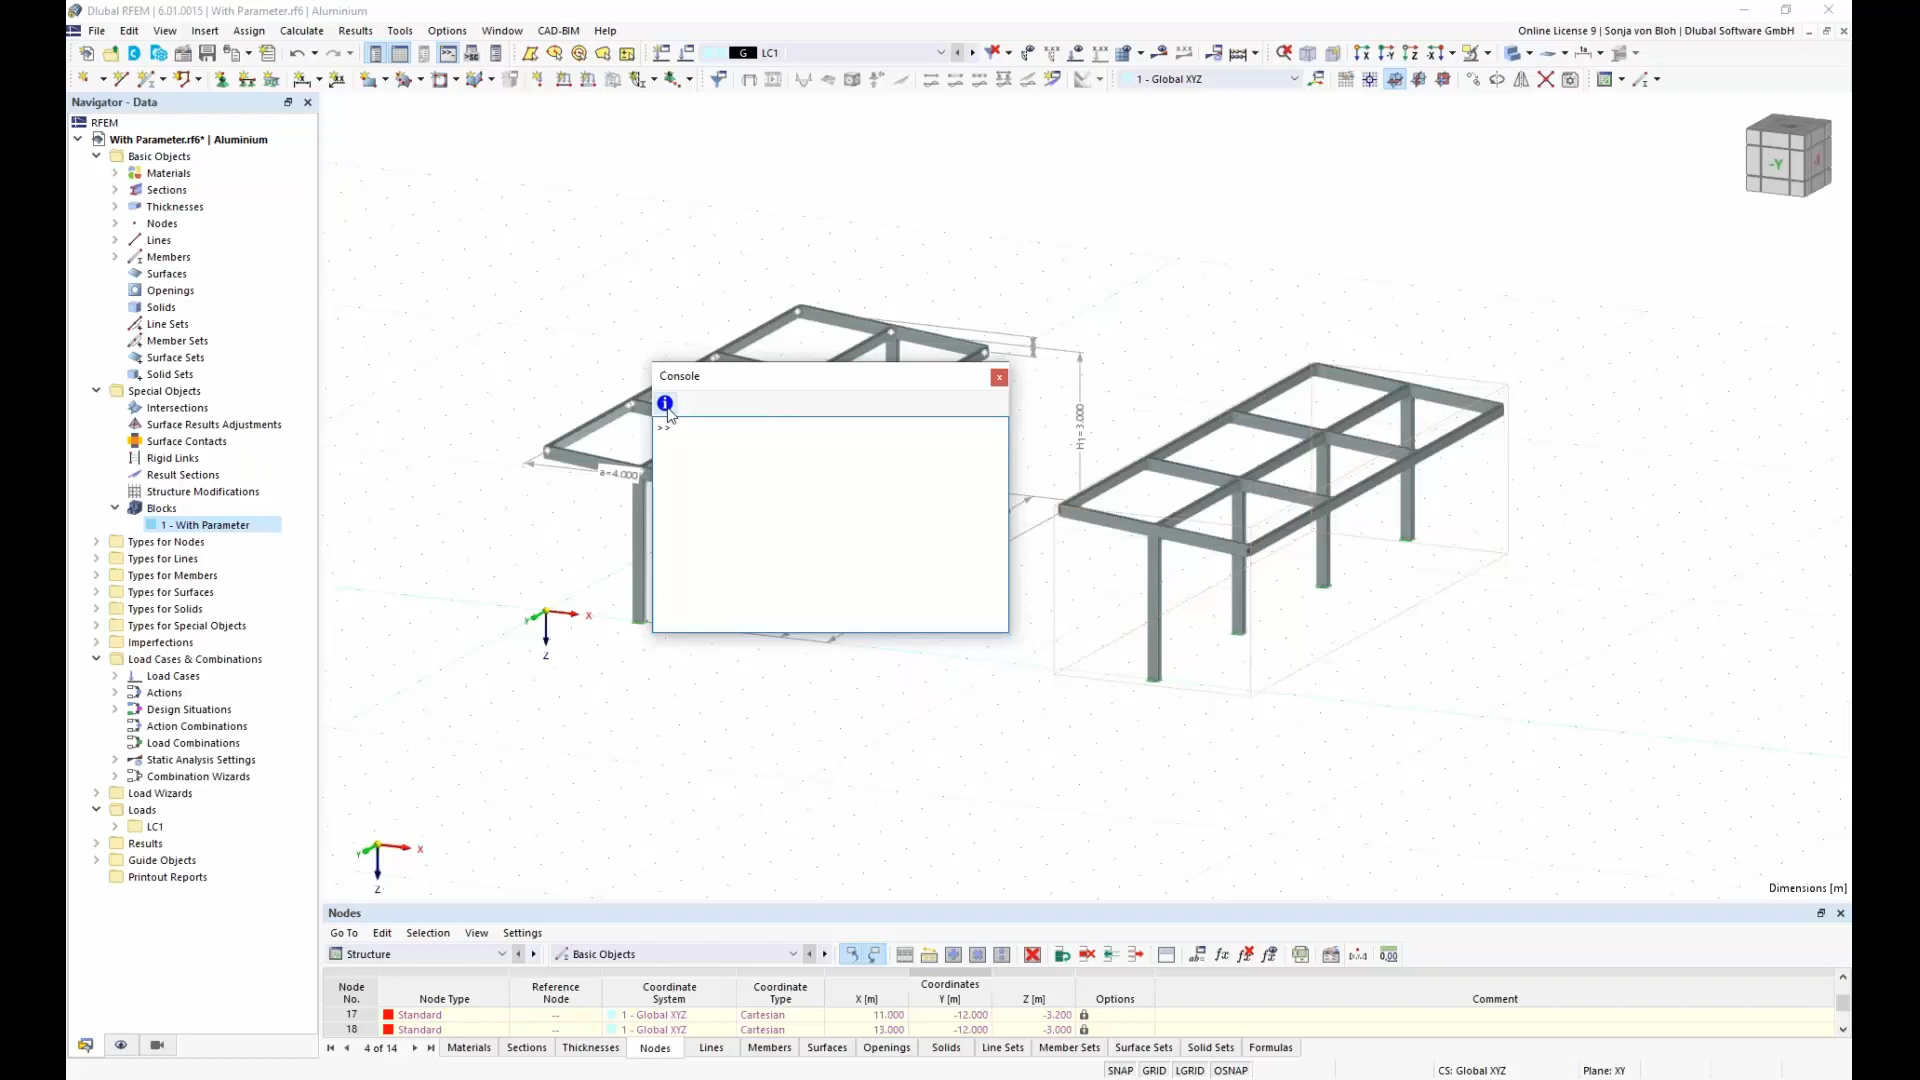 Dlubal RFEM | 6.01.0015 | With Parameter.rf6 | Aluminium
File Edit View Insert Assign Calculate Results Tools Options Window CAD-BIM Help
Online License 9 | Sonja von Bloh | Dlubal Software GmbH
G LC1
1 - Global XYZ
Navigator - Data
RFEM
With Parameter.rf6* | Aluminium
Basic Objects
Materials
Sections
Thicknesses
Nodes
Lines
Members
Surfaces
Openings
Solids
Line Sets
Member Sets
Surface Sets
Solid Sets
Special Objects
Intersections
Surface Results Adjustments
Surface Contacts
Rigid Links
Result Sections
Structure Modifications
Blocks
1 - With Parameter
Types for Nodes
Types for Lines
Types for Members
Types for Surfaces
Types for Solids
Types for Special Objects
Imperfections
Load Cases & Combinations
Load Cases
Actions
Design Situations
Action Combinations
Load Combinations
Static Analysis Settings
Combination Wizards
Load Wizards
Loads
LC1
Results
Guide Objects
Printout Reports
-Y
Console
>>
H1=3.000
a=4.000
Y X
Z
Y X
Z
Dimensions [m]
Nodes
Go To Edit Selection View Settings
Structure
Basic Objects
Node No.
Node Type
Reference Node
Coordinate System
Coordinate Type
Coordinates
X [m] Y [m] Z [m]
Options
Comment
17 Standard -- 1 - Global XYZ Cartesian 11.000 -12.000 -3.200
18 Standard -- 1 - Global XYZ Cartesian 13.000 -12.000 -3.000
4 of 14 Materials Sections Thicknesses Nodes Lines Members Surfaces Openings Solids Line Sets Member Sets Surface Sets Solid Sets Formulas
SNAP GRID LGRID OSNAP
CS: Global XYZ
Plane: XY